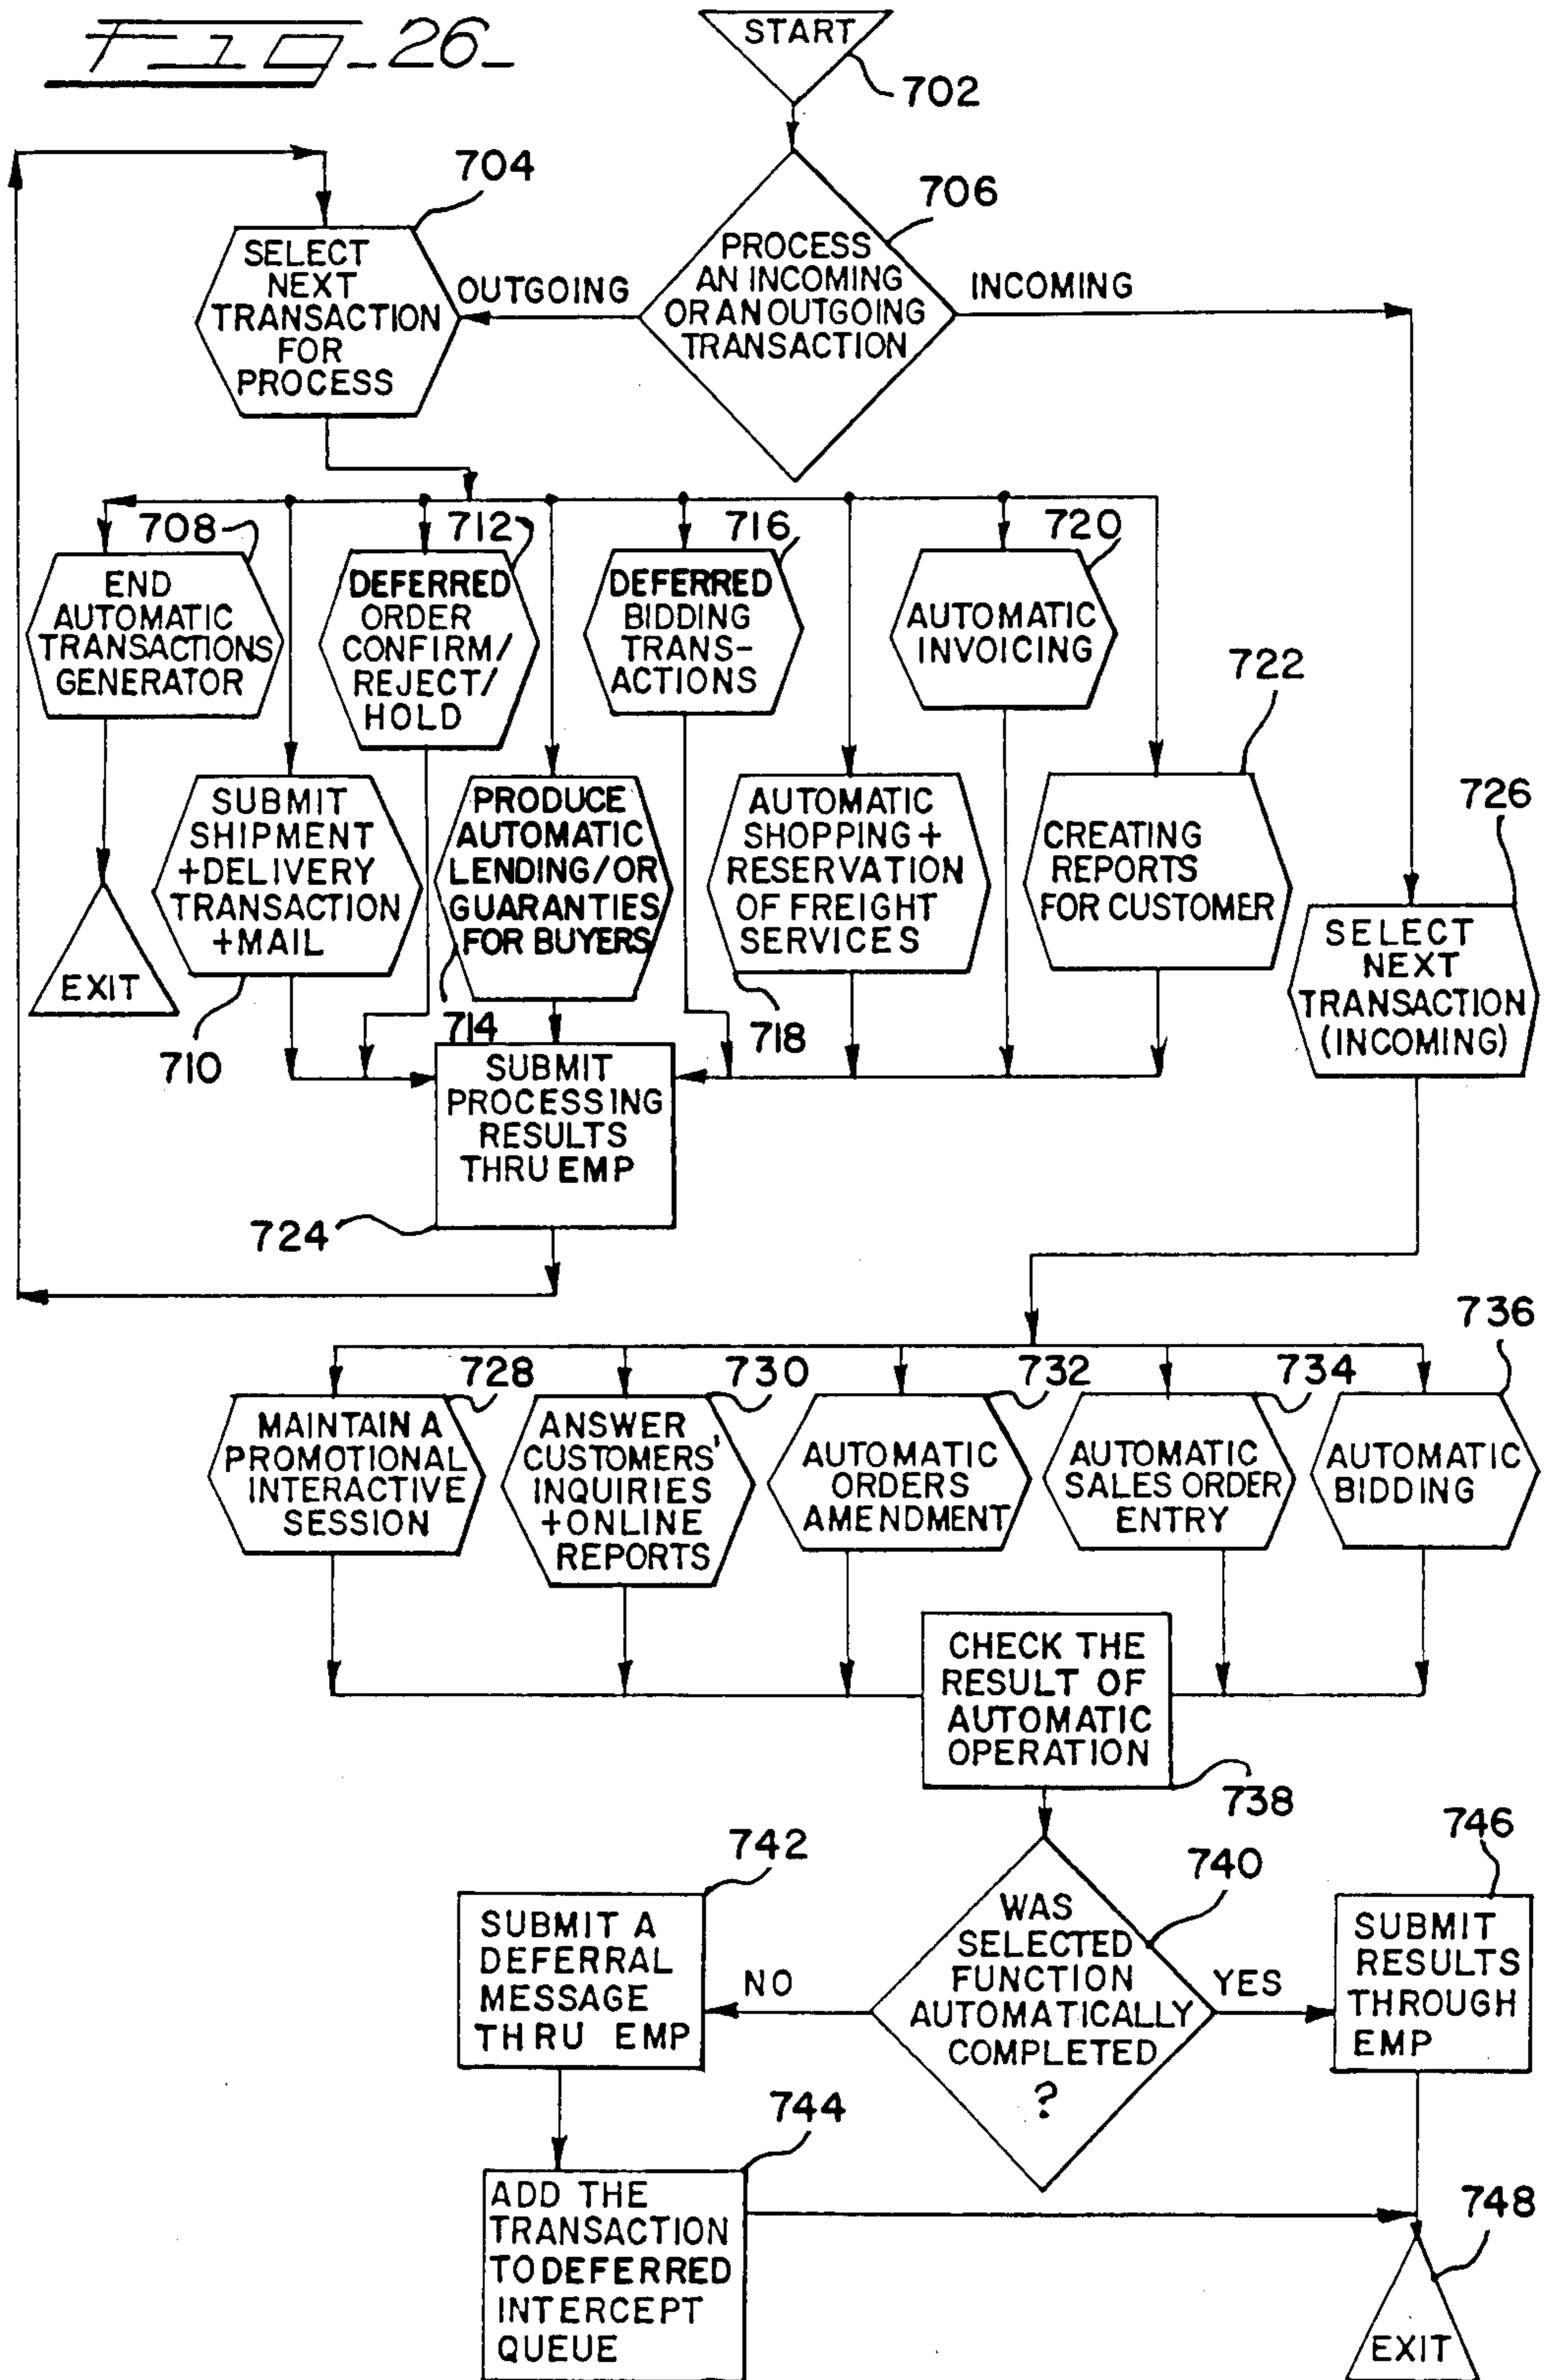 FIG_26_
START
702
704
706
SELECT
NEXT
TRANSACTION
FOR
PROCESS
OUTGOING
PROCESS
AN INCOMING
OR AN OUTGOING
TRANSACTION
INCOMING
708
712
716
720
END
AUTOMATIC
TRANSACTIONS
GENERATOR
DEFERRED
ORDER
CONFIRM/
REJECT/
HOLD
DEFERRED
BIDDING
TRANS-
ACTIONS
AUTOMATIC
INVOICING
722
SUBMIT
SHIPMENT
+DELIVERY
TRANSACTION
+MAIL
PRODUCE
AUTOMATIC
LENDING/OR
GUARANTIES
FOR BUYERS
AUTOMATIC
SHOPPING +
RESERVATION
OF FREIGHT
SERVICES
CREATING
REPORTS
FOR CUSTOMER
726
SELECT
NEXT
TRANSACTION
(INCOMING)
EXIT
710
714
718
SUBMIT
PROCESSING
RESULTS
THRU EMP
724
728
730
732
734
736
MAINTAIN A
PROMOTIONAL
INTERACTIVE
SESSION
ANSWER
CUSTOMERS'
INQUIRIES
+ONLINE
REPORTS
AUTOMATIC
ORDERS
AMENDMENT
AUTOMATIC
SALES ORDER
ENTRY
AUTOMATIC
BIDDING
CHECK THE
RESULT OF
AUTOMATIC
OPERATION
738
742
740
746
SUBMIT A
DEFERRAL
MESSAGE
THRU EMP
NO
WAS
SELECTED
FUNCTION
AUTOMATICALLY
COMPLETED
?
YES
SUBMIT
RESULTS
THROUGH
EMP
744
ADD THE
TRANSACTION
TO DEFERRED
INTERCEPT
QUEUE
748
EXIT